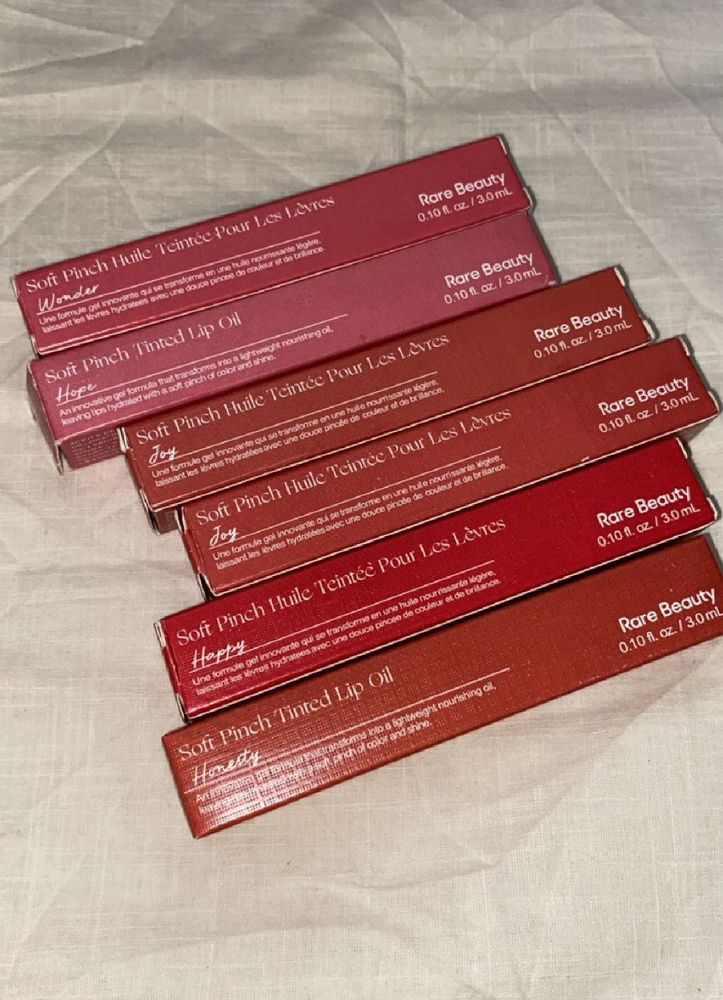 Soft Pinch Huile Teintée Pour Les Lèvres
Wonder
Une formule gel innovante qui se transforme en une huile nourrissante légère,
laissant les lèvres hydratées avec une douce pincée de couleur et de brillance.
Rare Beauty
0.10 fl. oz. / 3.0 mL
Soft Pinch Tinted Lip Oil
Hope
An innovative gel formula that transforms into a lightweight nourishing oil,
leaving lips hydrated with a soft pinch of color and shine.
Rare Beauty
0.10 fl. oz. / 3.0 mL
Soft Pinch Huile Teintée Pour Les Lèvres
Joy
Une formule gel innovante qui se transforme en une huile nourrissante légère,
laissant les lèvres hydratées avec une douce pincée de couleur et de brillance.
Rare Beauty
0.10 fl. oz. / 3.0 mL
Soft Pinch Huile Teintée Pour Les Lèvres
Joy
Une formule gel innovante qui se transforme en une huile nourrissante légère,
laissant les lèvres hydratées avec une douce pincée de couleur et de brillance.
Rare Beauty
0.10 fl. oz. / 3.0 mL
Soft Pinch Huile Teintée Pour Les Lèvres
Happy
Une formule gel innovante qui se transforme en une huile nourrissante légère,
laissant les lèvres hydratées avec une douce pincée de couleur et de brillance.
Rare Beauty
0.10 fl. oz. / 3.0 mL
Soft Pinch Tinted Lip Oil
Honesty
An innovative gel formula that transforms into a lightweight nourishing oil,
leaving lips hydrated with a soft pinch of color and shine.
Rare Beauty
0.10 fl. oz. / 3.0 mL